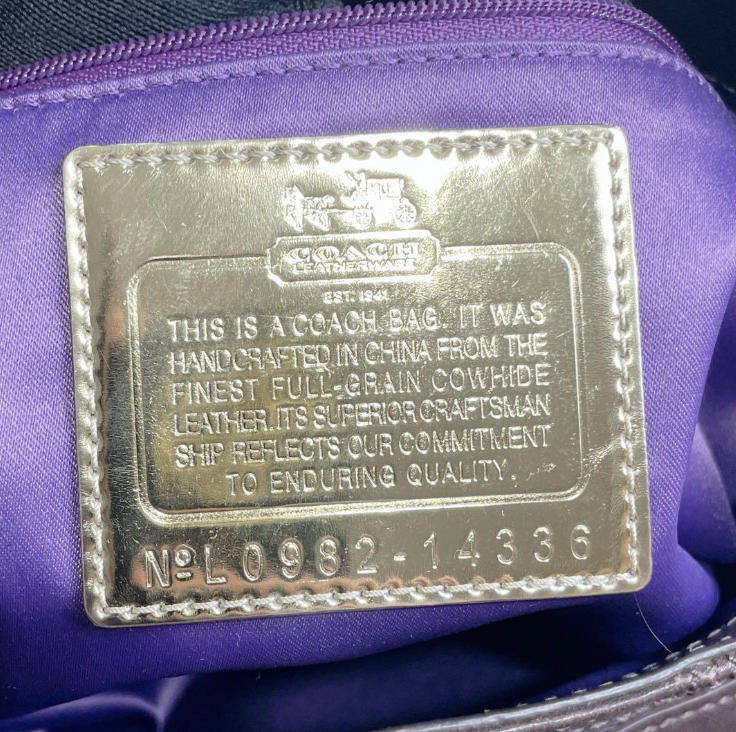 COACH
LEATHERWARE
EST. 1941
THIS IS A COACH BAG. IT WAS
HANDCRAFTED IN CHINA FROM THE
FINEST FULL-GRAIN COWHIDE
LEATHER. ITS SUPERIOR CRAFTSMAN
SHIP REFLECTS OUR COMMITMENT
TO ENDURING QUALITY.
Nº L0982-14336